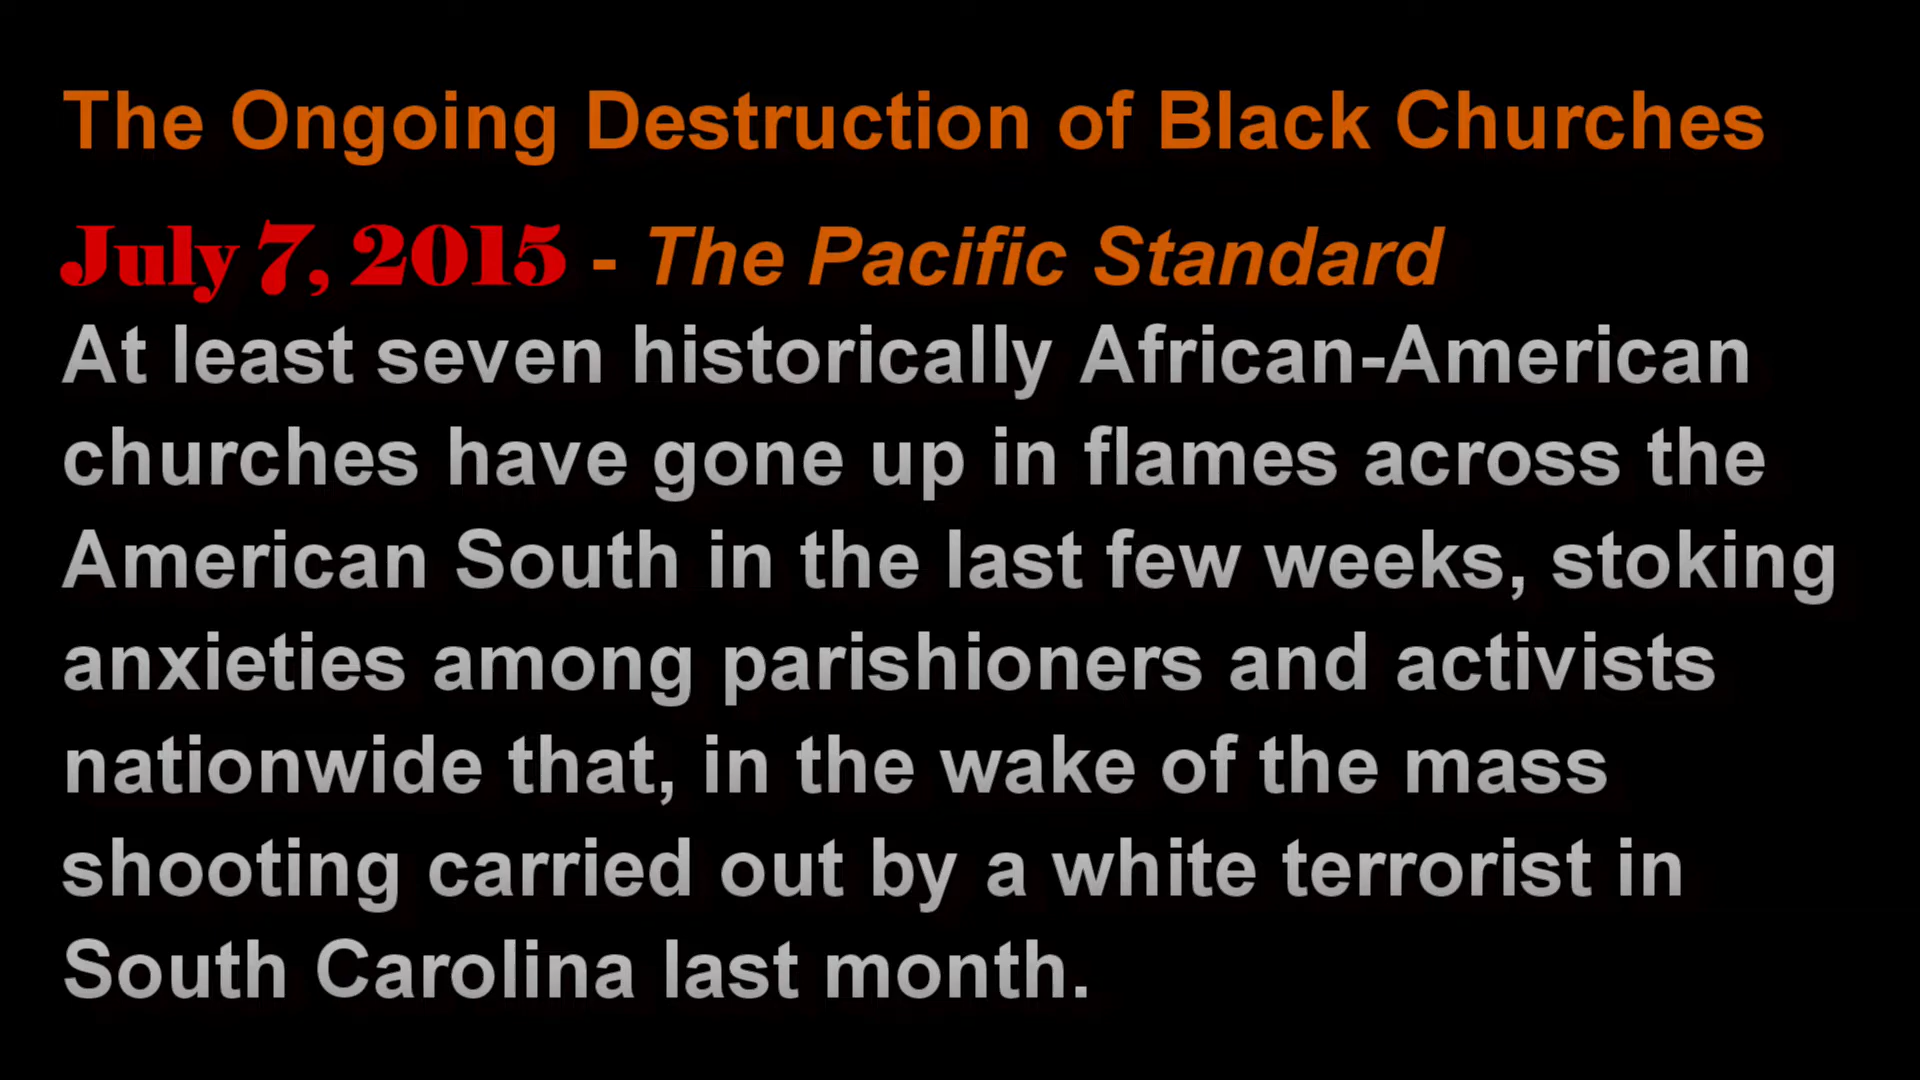 The Ongoing Destruction of Black Churches
July 7, 2015 - The Pacific Standard
At least seven historically African-American
churches have gone up in flames across the
American South in the last few weeks, stoking
anxieties among parishioners and activists
nationwide that, in the wake of the mass
shooting carried out by a white terrorist in
South Carolina last month.